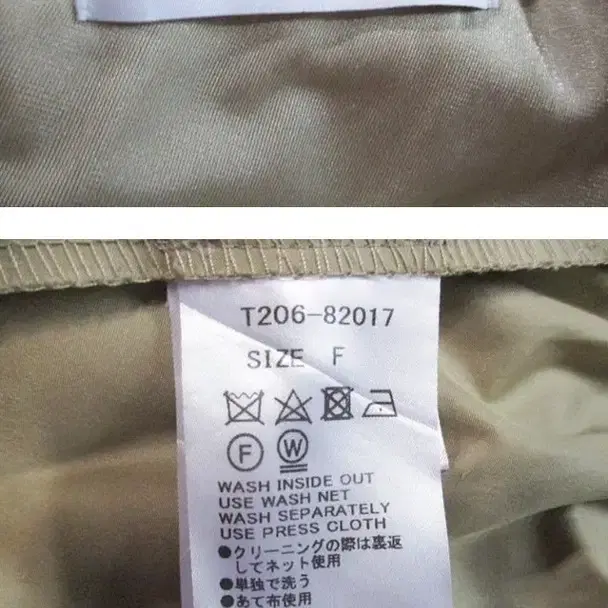 T206-82017
SIZE F
F W
WASH INSIDE OUT
USE WASH NET
WASH SEPARATELY
USE PRESS CLOTH
●クリーニングの際は裏返
してネット使用
●単独で洗う
●あて布使用